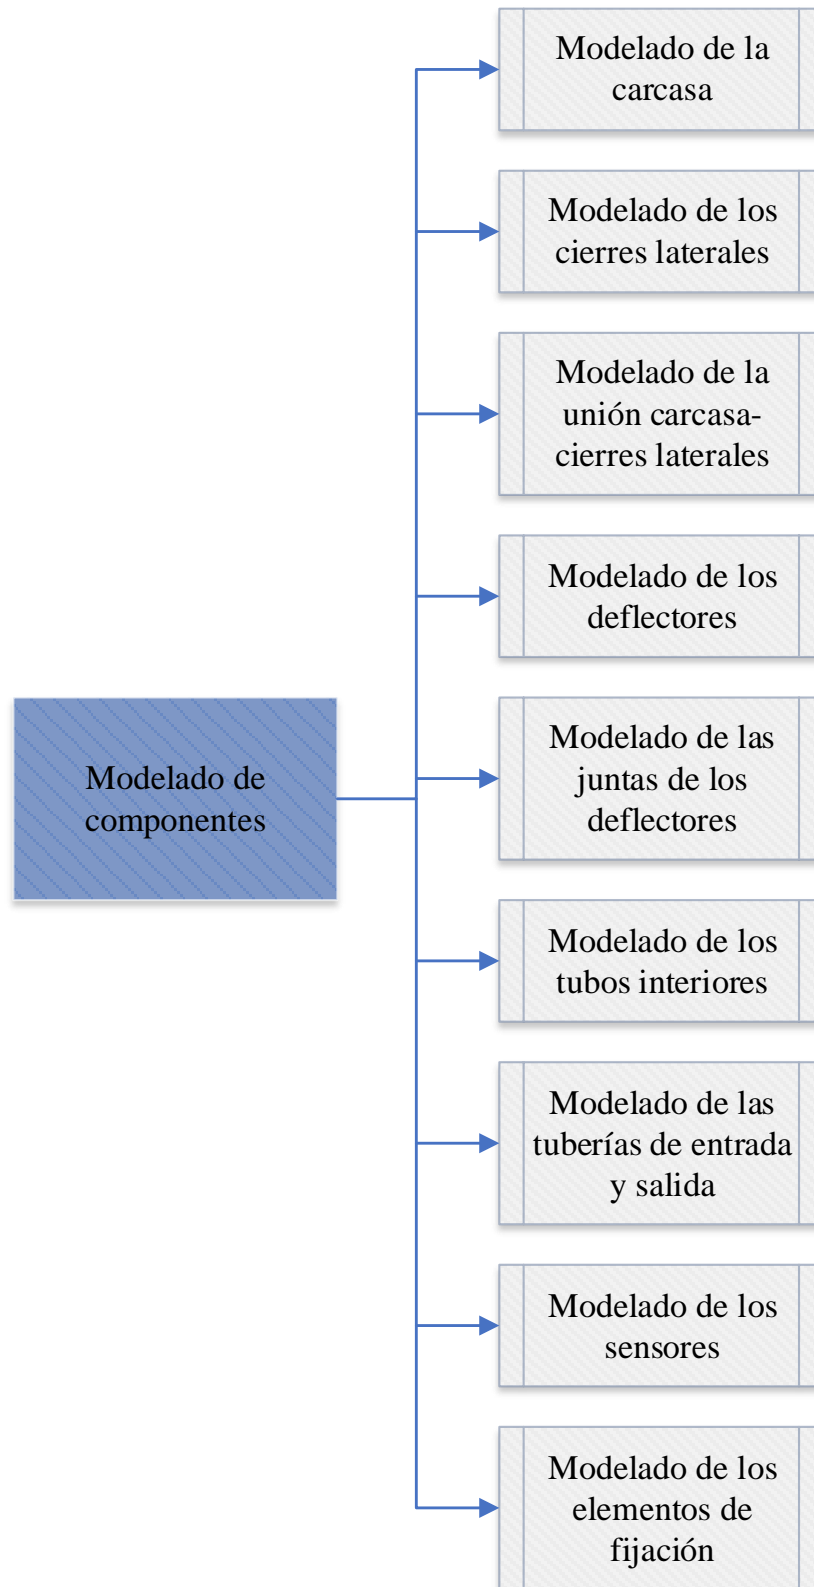 Modelado de la
carcasa
Modelado de los
cierres laterales
Modelado de la
unión carcasa-
cierres laterales
Modelado de los
deflectores
Modelado de componentes
Modelado de las
juntas de los
deflectores
Modelado de los
tubos interiores
Modelado de las
tuberías de entrada
y salida
Modelado de los
sensores
Modelado de los
elementos de
fijación